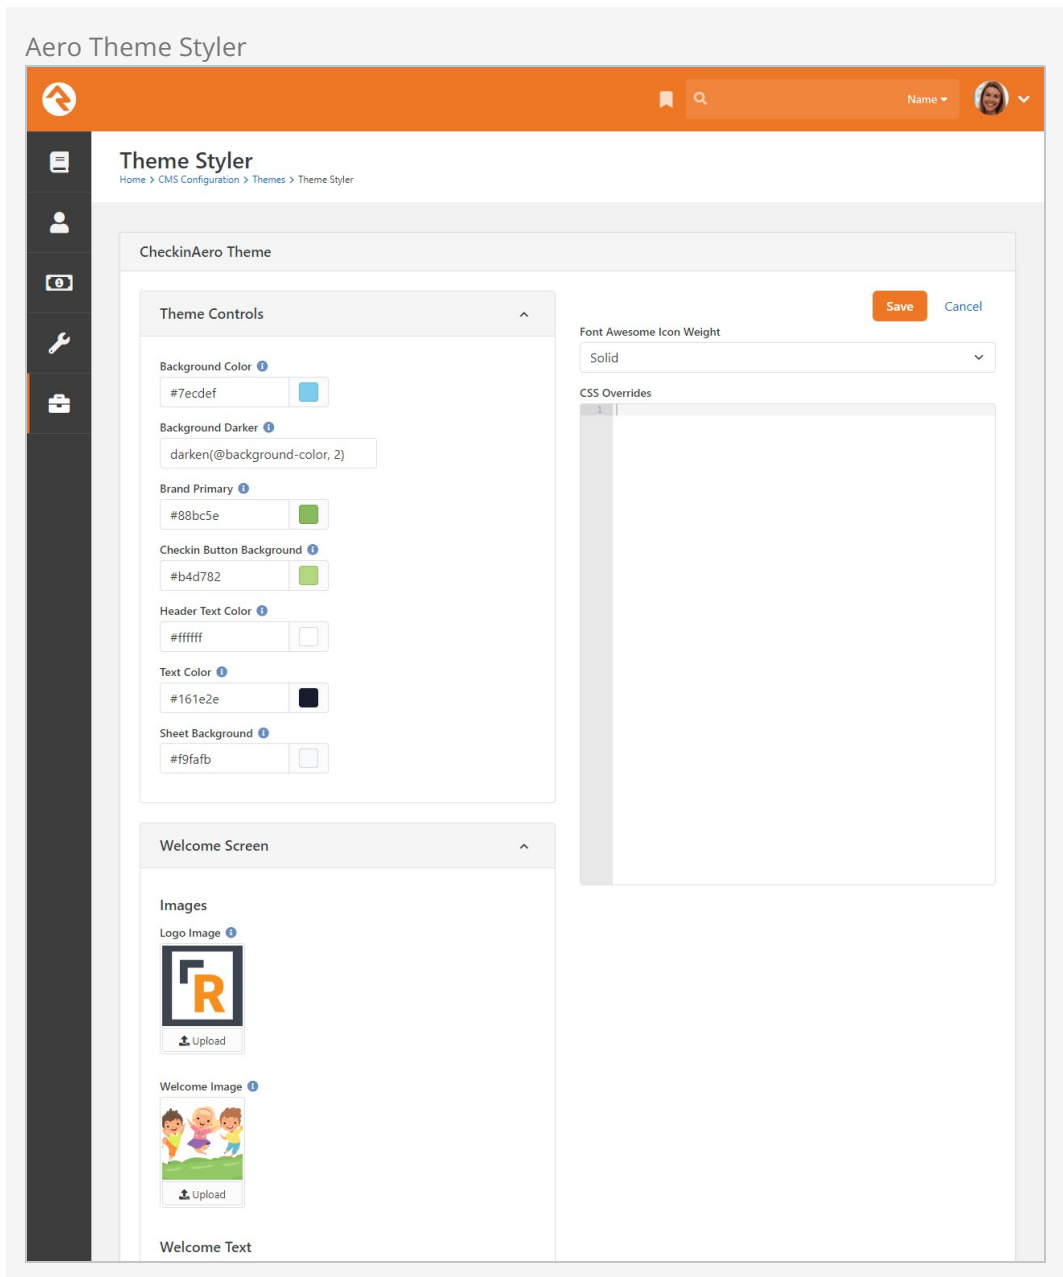 Aero Theme Styler
Name
Theme Styler
Home > CMS Configuration > Themes > Theme Styler
CheckinAero Theme
Theme Controls
Background Color
#7ecdef
Background Darker
darken(@background-color, 2)
Brand Primary
#88bc5e
Checkin Button Background
#b4d782
Header Text Color
#ffffff
Text Color
#161e2e
Sheet Background
#f9fafb
Welcome Screen
Images
Logo Image
R
Upload
Welcome Image
Upload
Welcome Text
Save Cancel
Font Awesome Icon Weight
Solid
CSS Overrides
1